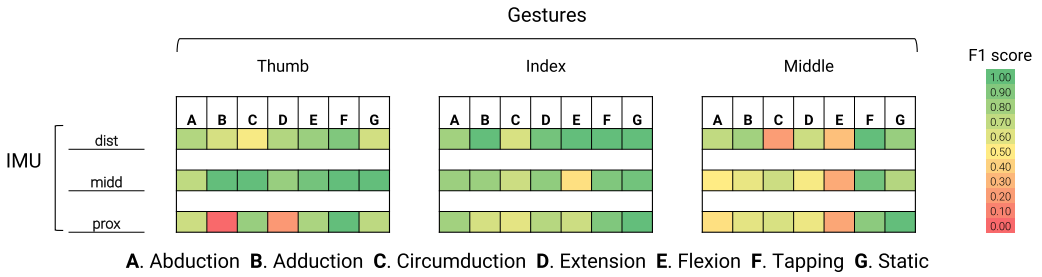 Gestures
Thumb Index Middle
F1 score
A B C D E F G A B C D E F G A B C D E F G
IMU
dist
midd
prox
1.00
0.90
0.80
0.70
0.60
0.50
0.40
0.30
0.20
0.10
0.00
A. Abduction B. Adduction C. Circumduction D. Extension E. Flexion F. Tapping G. Static